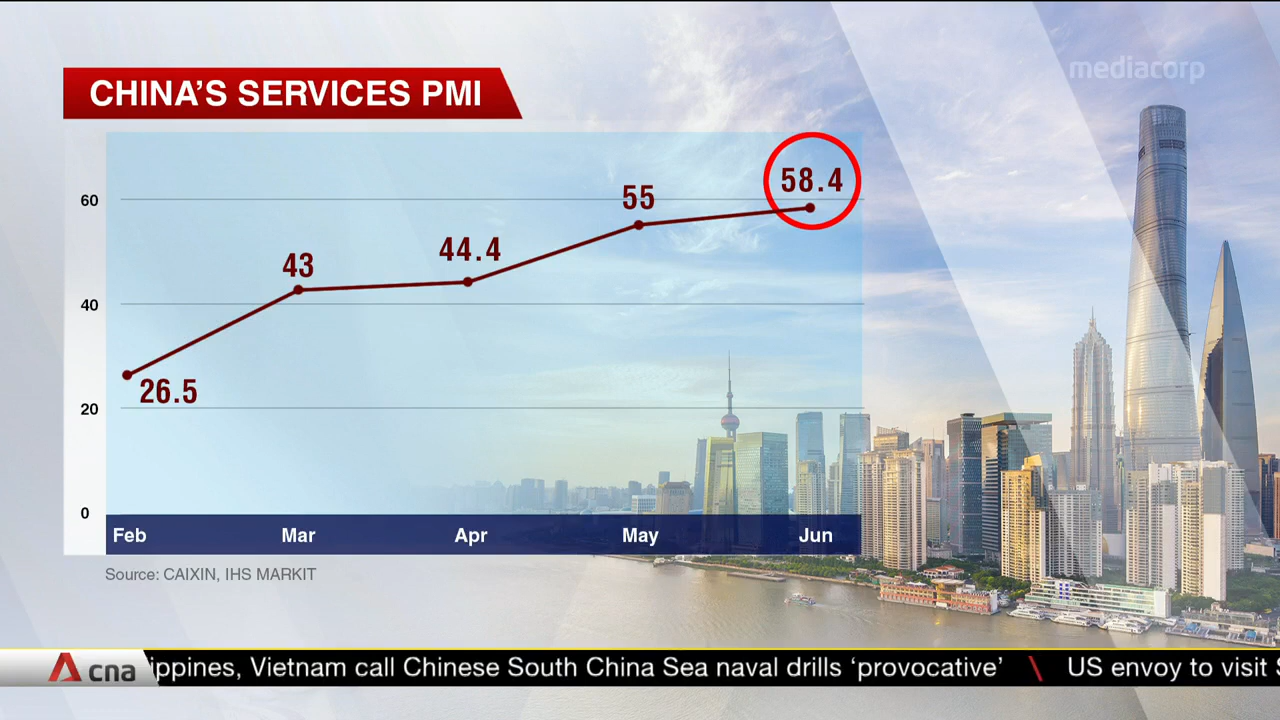 mediacorp
CHINA'S SERVICES PMI
60
40
20
0
26.5
43
44.4
55
58.4
Feb Mar Apr May Jun
Source: CAIXIN, IHS MARKIT
cna
ippines, Vietnam call Chinese South China Sea naval drills ‘provocative’ \ US envoy to visit